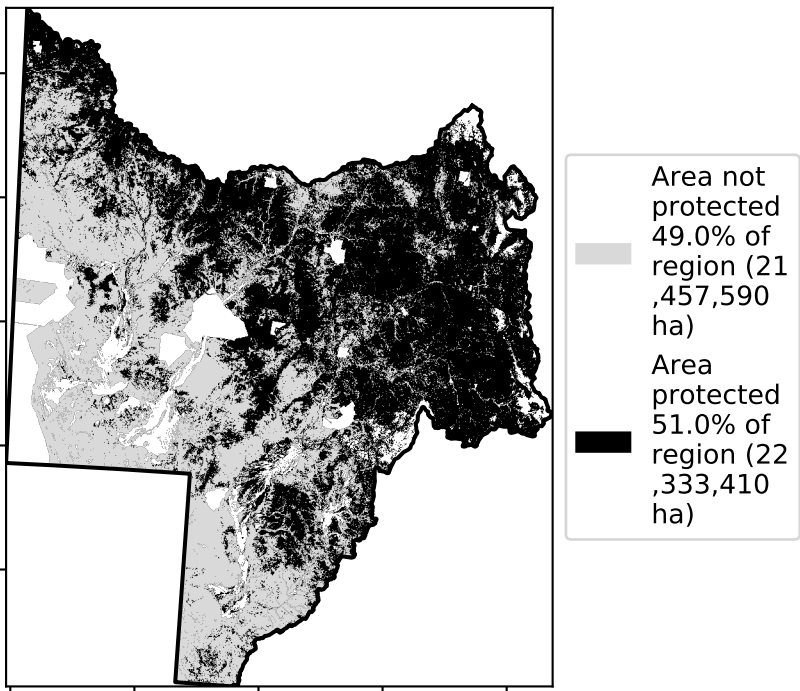 Area not
protected
49.0% of
region (21
,457,590
ha)
Area
protected
51.0% of
region (22
,333,410
ha)